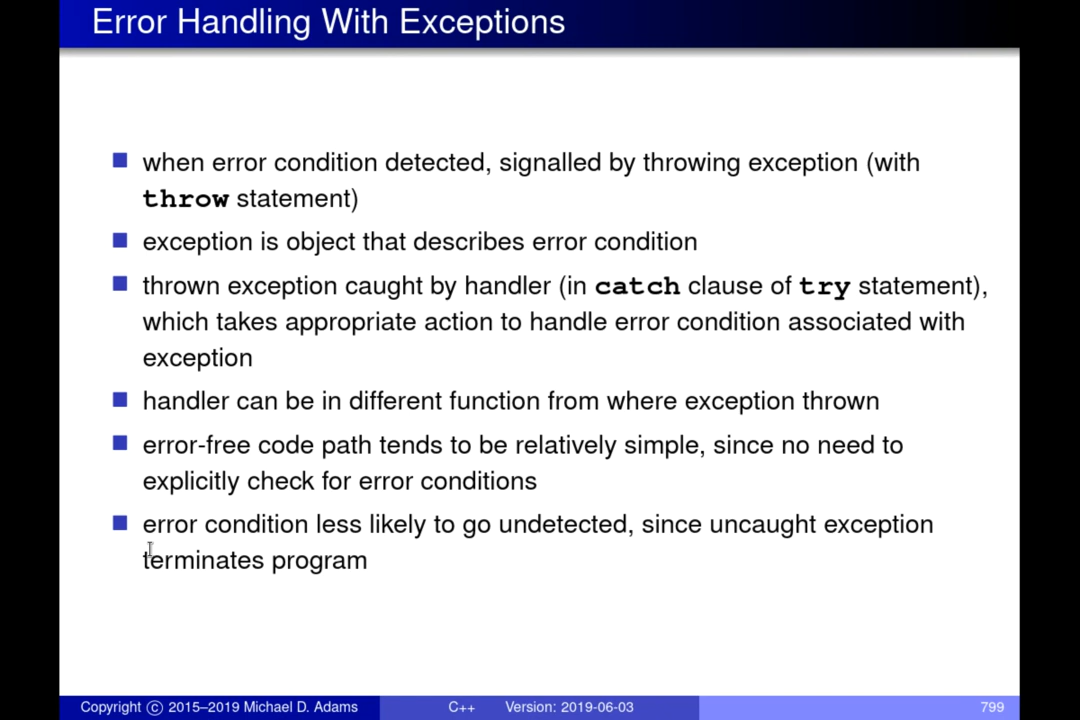 Error Handling With Exceptions
when error condition detected, signalled by throwing exception (with
throw statement)
exception is object that describes error condition
thrown exception caught by handler (in catch clause of try statement),
which takes appropriate action to handle error condition associated with
exception
handler can be in different function from where exception thrown
error-free code path tends to be relatively simple, since no need to
explicitly check for error conditions
error condition less likely to go undetected, since uncaught exception
terminates program
Copyright © 2015–2019 Michael D. Adams C++ Version: 2019-06-03 799